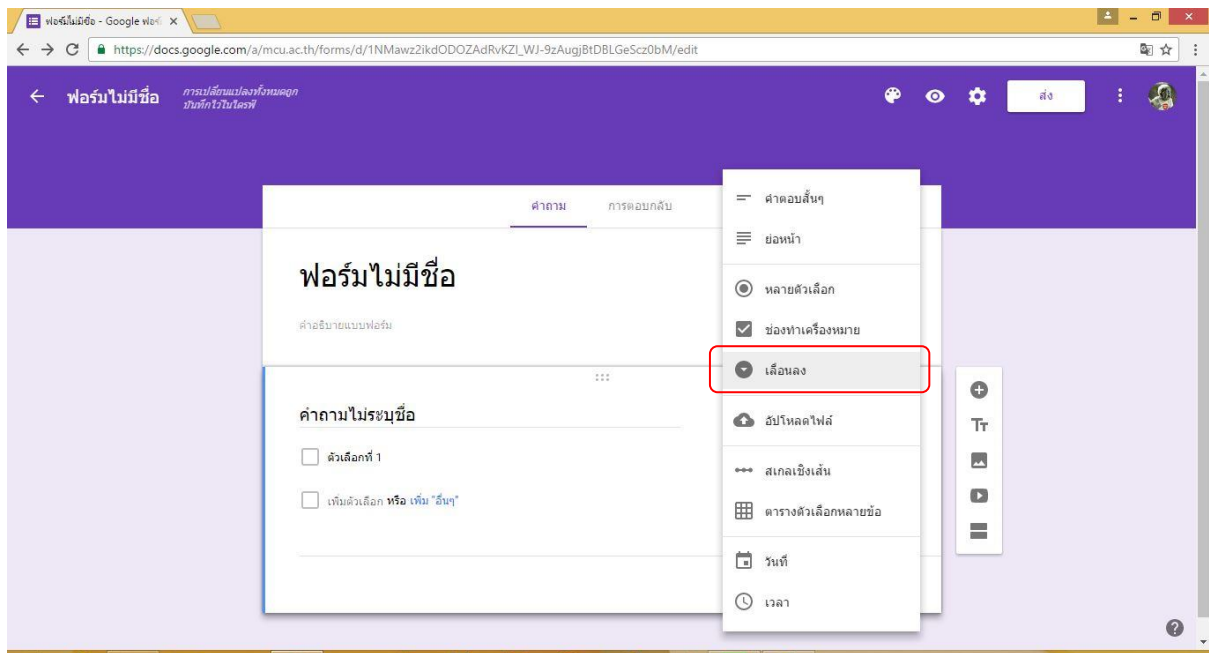 ฟอร์มไม่มีชื่อ - Google ฟอร์
https://docs.google.com/a/mcu.ac.th/forms/d/1NMawz2ikdODOZAdRvKZI_WJ-9zAugjBtDBLGeScz0bM/edit
ฟอร์มไม่มีชื่อ
การเปลี่ยนแปลงทั้งหมดถูก
บันทึกไว้ในไดรฟ์
ส่ง
คำถาม
การตอบกลับ
ฟอร์มไม่มีชื่อ
คำอธิบายแบบฟอร์ม
คำถามไม่ระบุชื่อ
ตัวเลือกที่ 1
เพิ่มตัวเลือก หรือ เพิ่ม "อื่นๆ"
คำตอบสั้นๆ
ย่อหน้า
หลายตัวเลือก
ช่องทำเครื่องหมาย
เลื่อนลง
อัปโหลดไฟล์
สเกลเชิงเส้น
ตารางตัวเลือกหลายข้อ
วันที่
เวลา
Tт